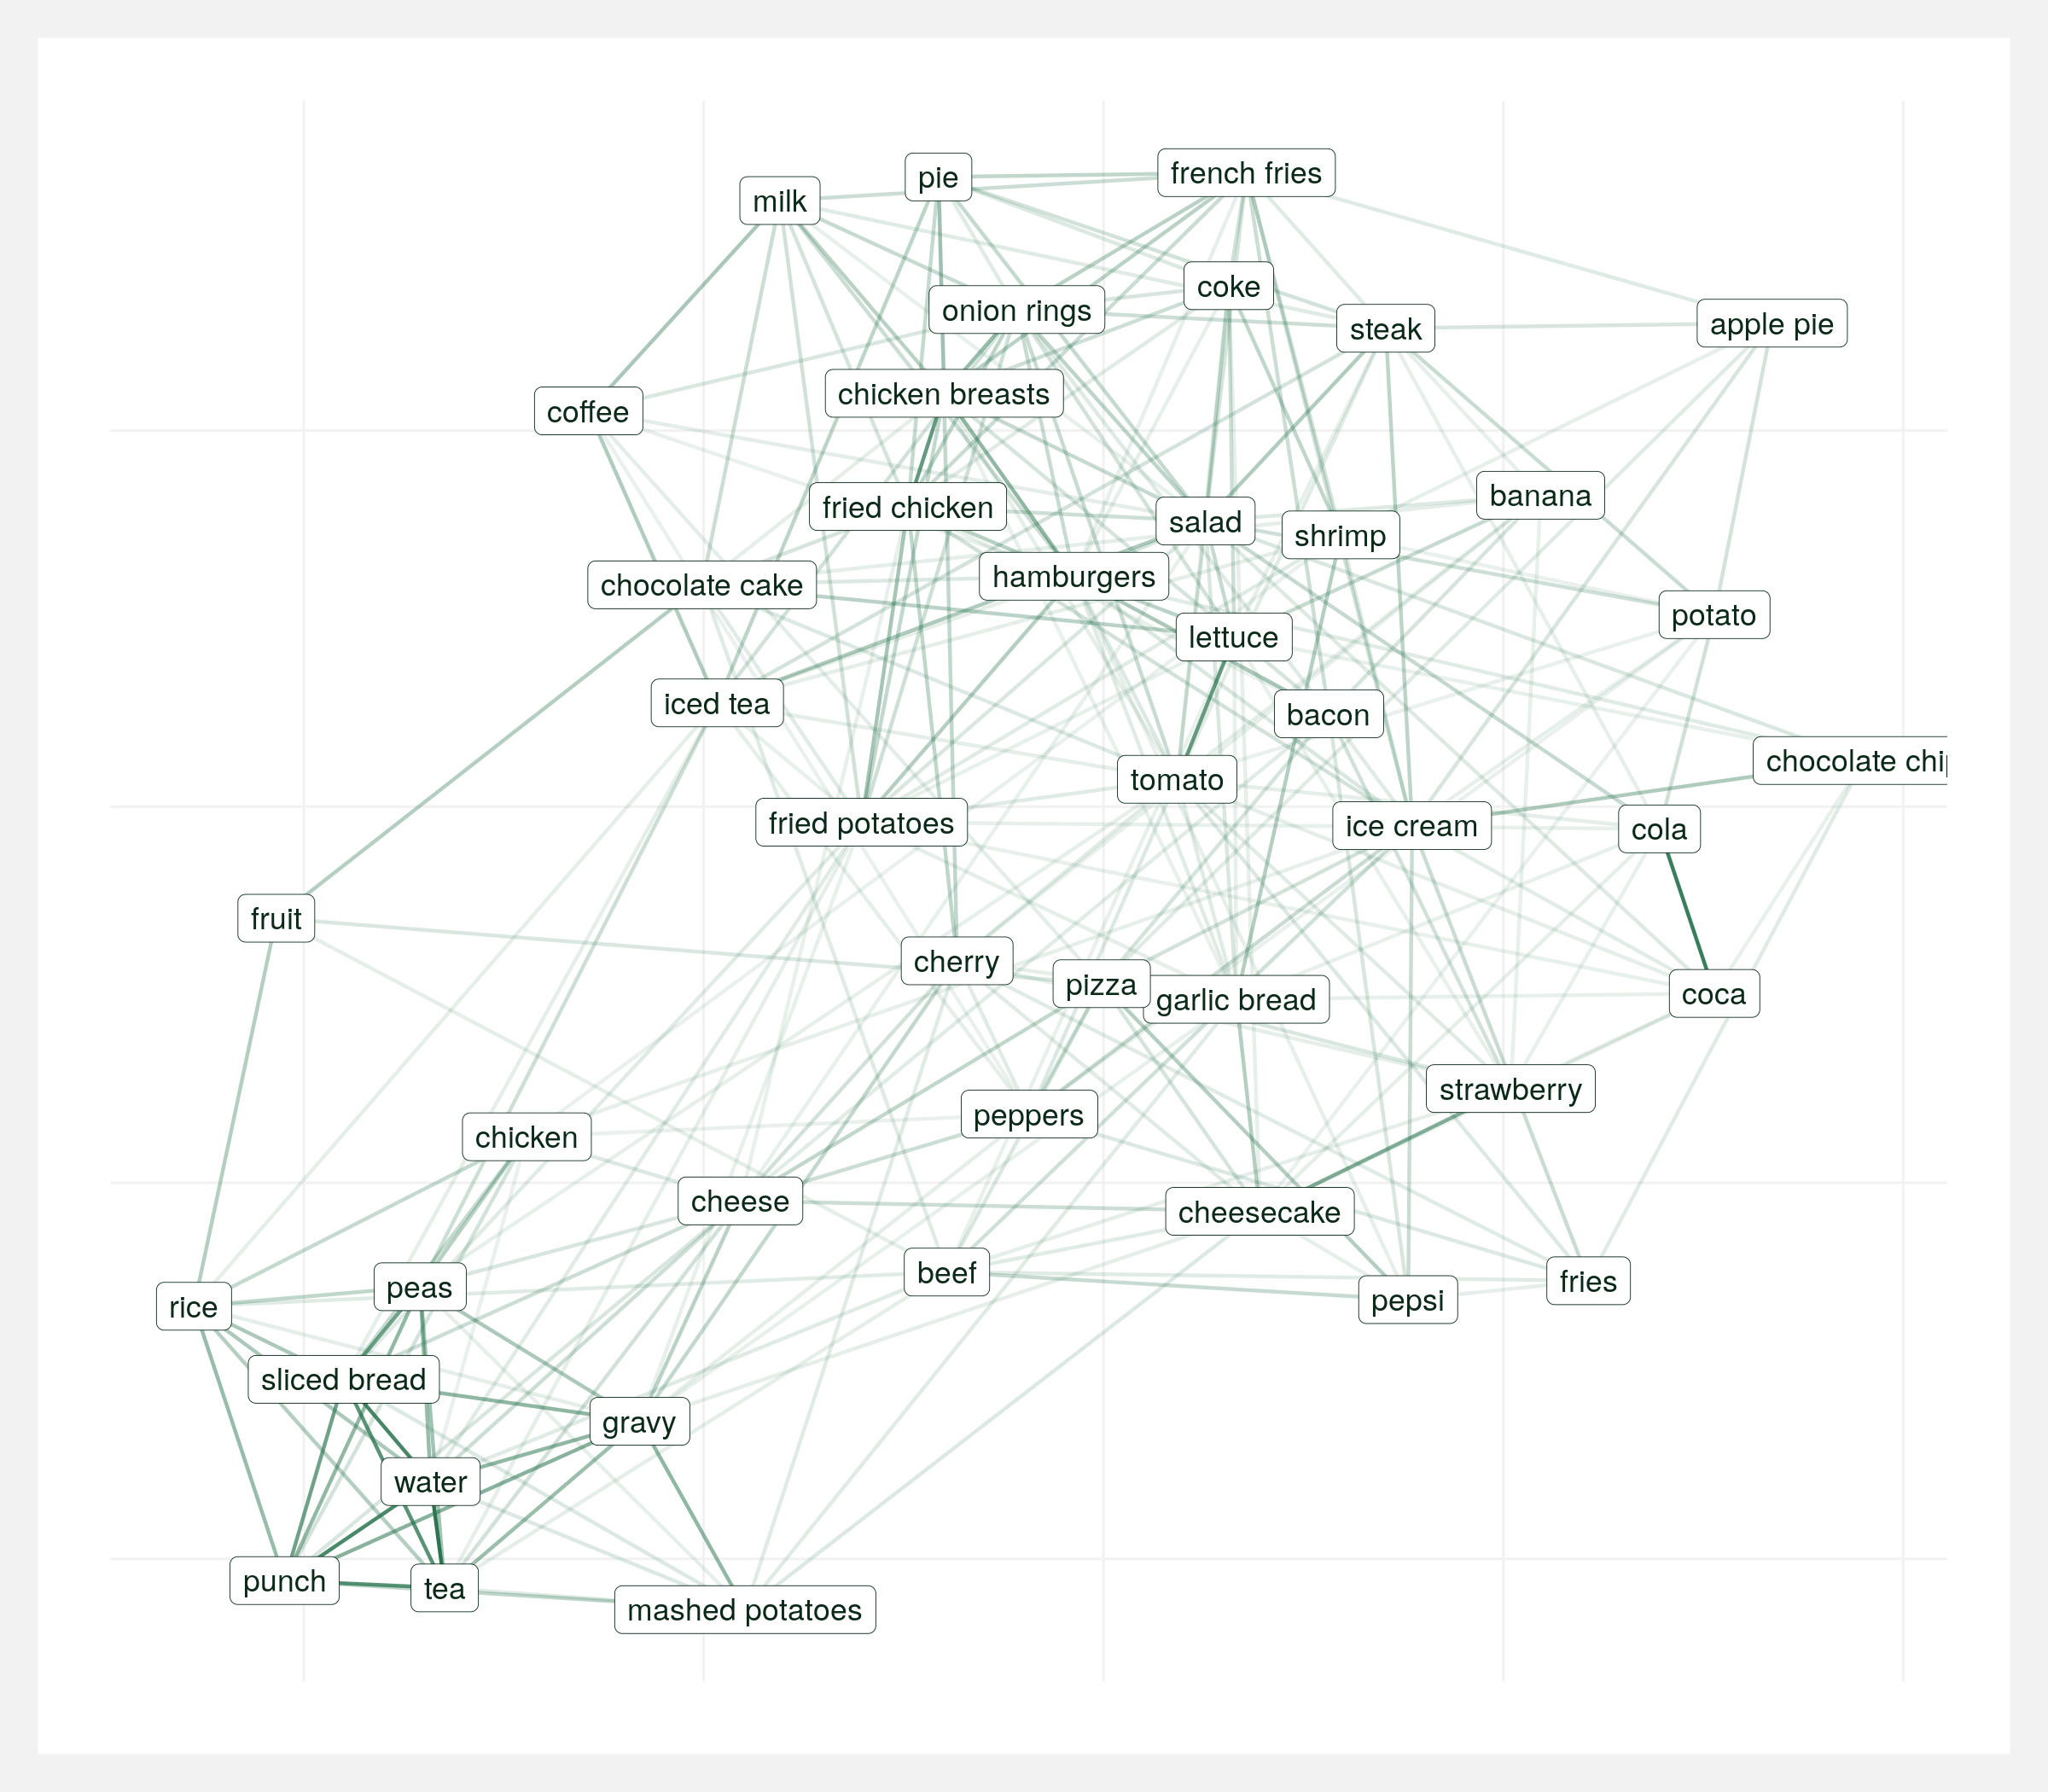 french fries
pie
milk
coke
onion rings
apple pie
steak
chicken breasts
coffee
banana
fried chicken
salad
shrimp
hamburgers
chocolate cake
potato
lettuce
iced tea
bacon
chocolate chi
tomato
fried potatoes
ice cream
cola
fruit
cherry
pizza
coca
garlic bread
strawberry
peppers
chicken
cheese
cheesecake
beef
fries
peas
pepsi
rice
sliced bread
gravy
water
punch
tea
mashed potatoes